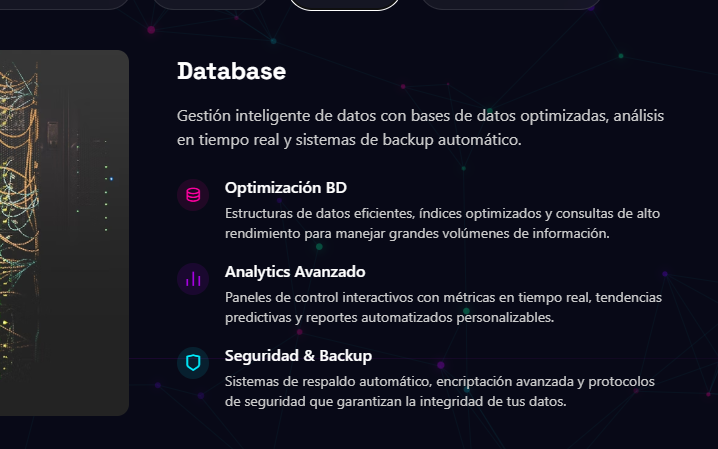 Database
Gestión inteligente de datos con bases de datos optimizadas, análisis
en tiempo real y sistemas de backup automático.
Optimización BD
Estructuras de datos eficientes, índices optimizados y consultas de alto
rendimiento para manejar grandes volúmenes de información.
Analytics Avanzado
Paneles de control interactivos con métricas en tiempo real, tendencias
predictivas y reportes automatizados personalizables.
Seguridad & Backup
Sistemas de respaldo automático, encriptación avanzada y protocolos
de seguridad que garantizan la integridad de tus datos.